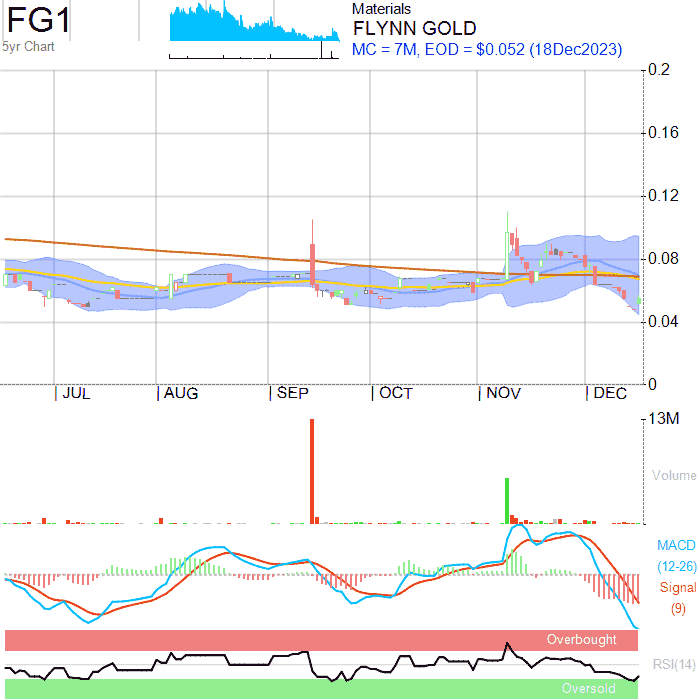 FG1
5yr Chart
Materials
FLYNN GOLD
MC = 7M, EOD = $0.052 (18Dec2023)
0.2
0.16
0.12
0.08
0.04
0
JUL AUG SEP OCT NOV DEC
13M
Volume
MACD
(12-26)
Signal
(9)
Overbought
RSI(14)
Oversold